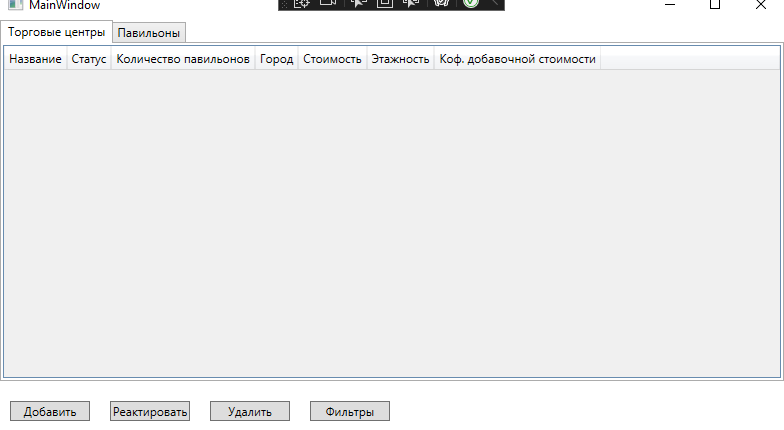 MainWindow
Торговые центры Павильоны
Название Статус Количество павильонов Город Стоимость Этажность Коф. добавочной стоимости
Добавить Реактировать Удалить Фильтры